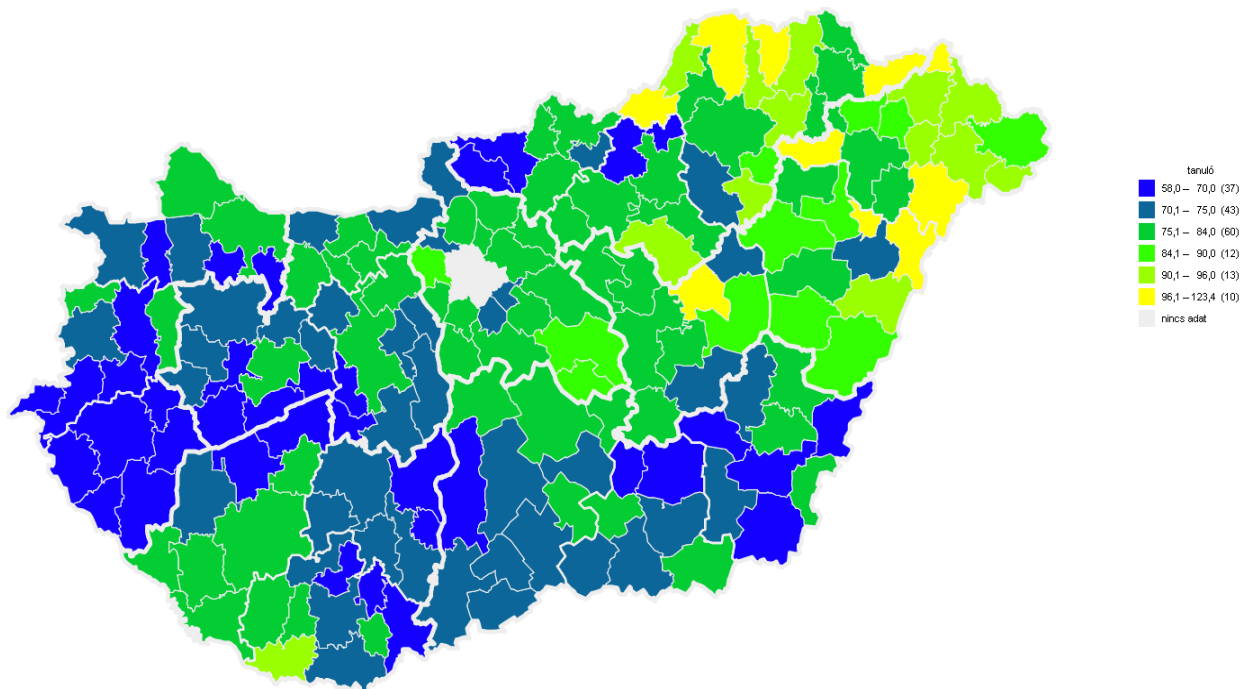 tanuló
58,0 – 70,0 (37)
70,1 – 75,0 (43)
75,1 – 84,0 (60)
84,1 – 90,0 (12)
90,1 – 96,0 (13)
96,1 – 123,4 (10)
nincs adat